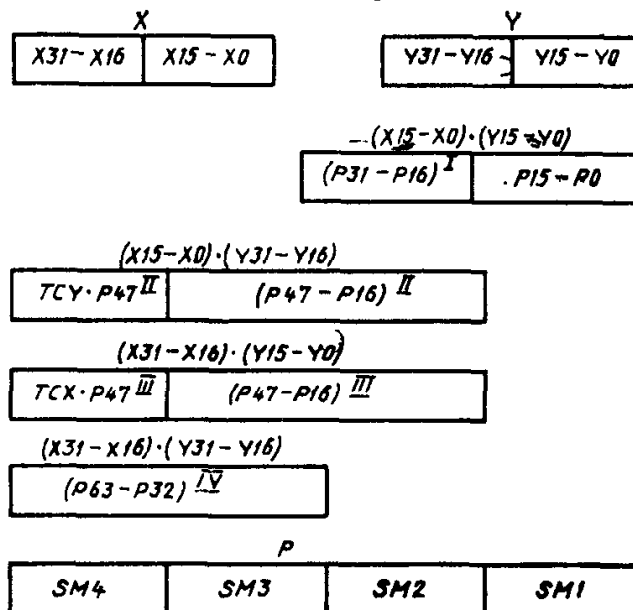 X Y
X31-X16 X15-X0 Y31-Y16 Y15-Y0
(X15-X0)·(Y15-Y0)
(P31-P16) I P15-P0
(X15-X0)·(Y31-Y16)
TCY·P47 II (P47-P16) II
(X31-X16)·(Y15-Y0)
TCX·P47 III (P47-P16) III
(X31-X16)·(Y31-Y16)
(P63-P32) IV
P
SM4 SM3 SM2 SM1